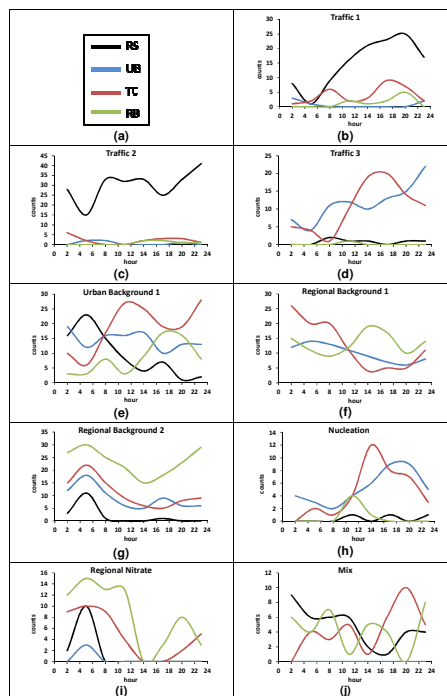 RS
UB
TC
RB
(a)
Traffic 1
counts
30
25
20
15
10
5
0
0 2 4 6 8 10 12 14 16 18 20 22 24
hour
(b)
Traffic 2
counts
45
40
35
30
25
20
15
10
5
0
0 2 4 6 8 10 12 14 16 18 20 22 24
hour
(c)
Traffic 3
counts
25
20
15
10
5
0
0 2 4 6 8 10 12 14 16 18 20 22 24
hour
(d)
Urban Background 1
counts
30
25
20
15
10
5
0
0 2 4 6 8 10 12 14 16 18 20 22 24
hour
(e)
Regional Background 1
counts
30
25
20
15
10
5
0
0 2 4 6 8 10 12 14 16 18 20 22 24
hour
(f)
Regional Background 2
counts
35
30
25
20
15
10
5
0
0 2 4 6 8 10 12 14 16 18 20 22 24
hour
(g)
Nucleation
counts
14
12
10
8
6
4
2
0
0 2 4 6 8 10 12 14 16 18 20 22 24
hour
(h)
Regional Nitrate
counts
16
14
12
10
8
6
4
2
0
0 2 4 6 8 10 12 14 16 18 20 22 24
hour
(i)
Mix
counts
12
10
8
6
4
2
0
0 2 4 6 8 10 12 14 16 18 20 22 24
hour
(j)